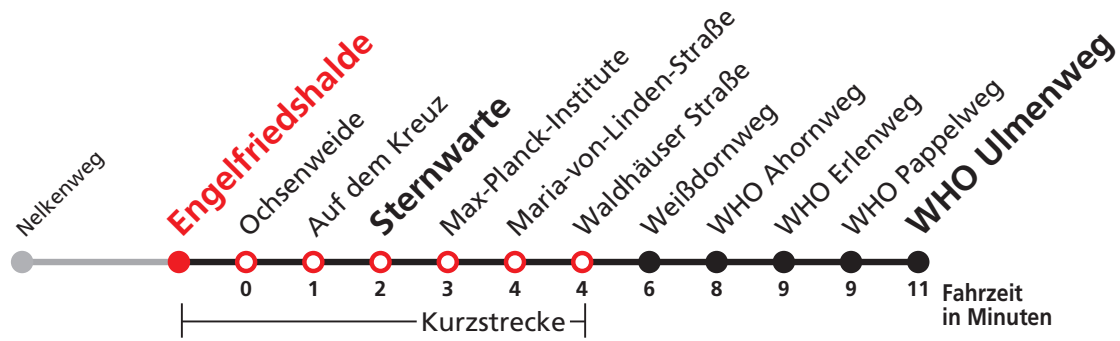 Nelkenweg
Engelfriedshalde
Ochsenweide
Auf dem Kreuz
Sternwarte
Max-Planck-Institute
Maria-von-Linden-Straße
Waldhäuser Straße
Weißdornweg
WHO Ahornweg
WHO Erlenweg
WHO Pappelweg
WHO Ulmenweg
0 1 2 3 4 4 6 8 9 9 11
Fahrzeit
in Minuten
Kurzstrecke